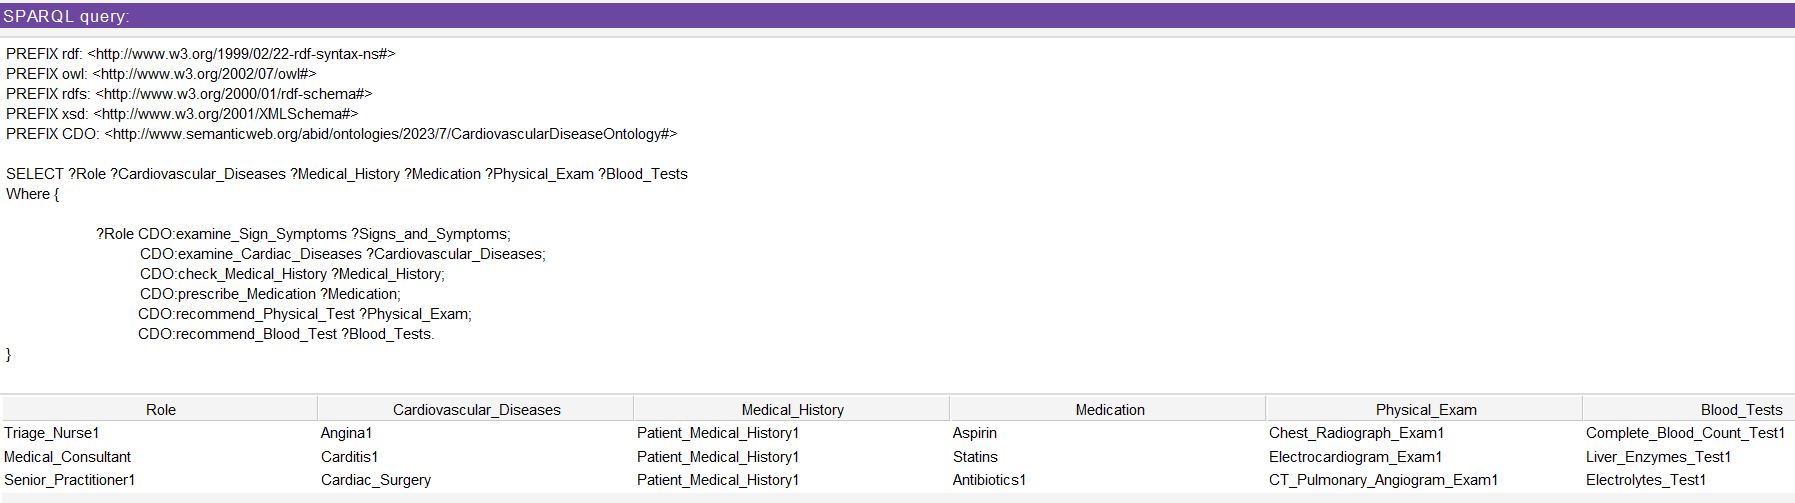 SPARQL query:
PREFIX rdf: <http://www.w3.org/1999/02/22-rdf-syntax-ns#>
PREFIX owl: <http://www.w3.org/2002/07/owl#>
PREFIX rdfs: <http://www.w3.org/2000/01/rdf-schema#>
PREFIX xsd: <http://www.w3.org/2001/XMLSchema#>
PREFIX CDO: <http://www.semanticweb.org/abid/ontologies/2023/7/CardiovascularDiseaseOntology#>
SELECT ?Role ?Cardiovascular_Diseases ?Medical_History ?Medication ?Physical_Exam ?Blood_Tests
Where {
?Role CDO:examine_Sign_Symptoms ?Signs_and_Symptoms;
CDO:examine_Cardiac_Diseases ?Cardiovascular_Diseases;
CDO:check_Medical_History ?Medical_History;
CDO:prescribe_Medication ?Medication;
CDO:recommend_Physical_Test ?Physical_Exam;
CDO:recommend_Blood_Test ?Blood_Tests.
}
Role Cardiovascular_Diseases Medical_History Medication Physical_Exam Blood_Tests
Triage_Nurse1 Angina1 Patient_Medical_History1 Aspirin Chest_Radiograph_Exam1 Complete_Blood_Count_Test1
Medical_Consultant Carditis1 Patient_Medical_History1 Statins Electrocardiogram_Exam1 Liver_Enzymes_Test1
Senior_Practitioner1 Cardiac_Surgery Patient_Medical_History1 Antibiotics1 CT_Pulmonary_Angiogram_Exam1 Electrolytes_Test1